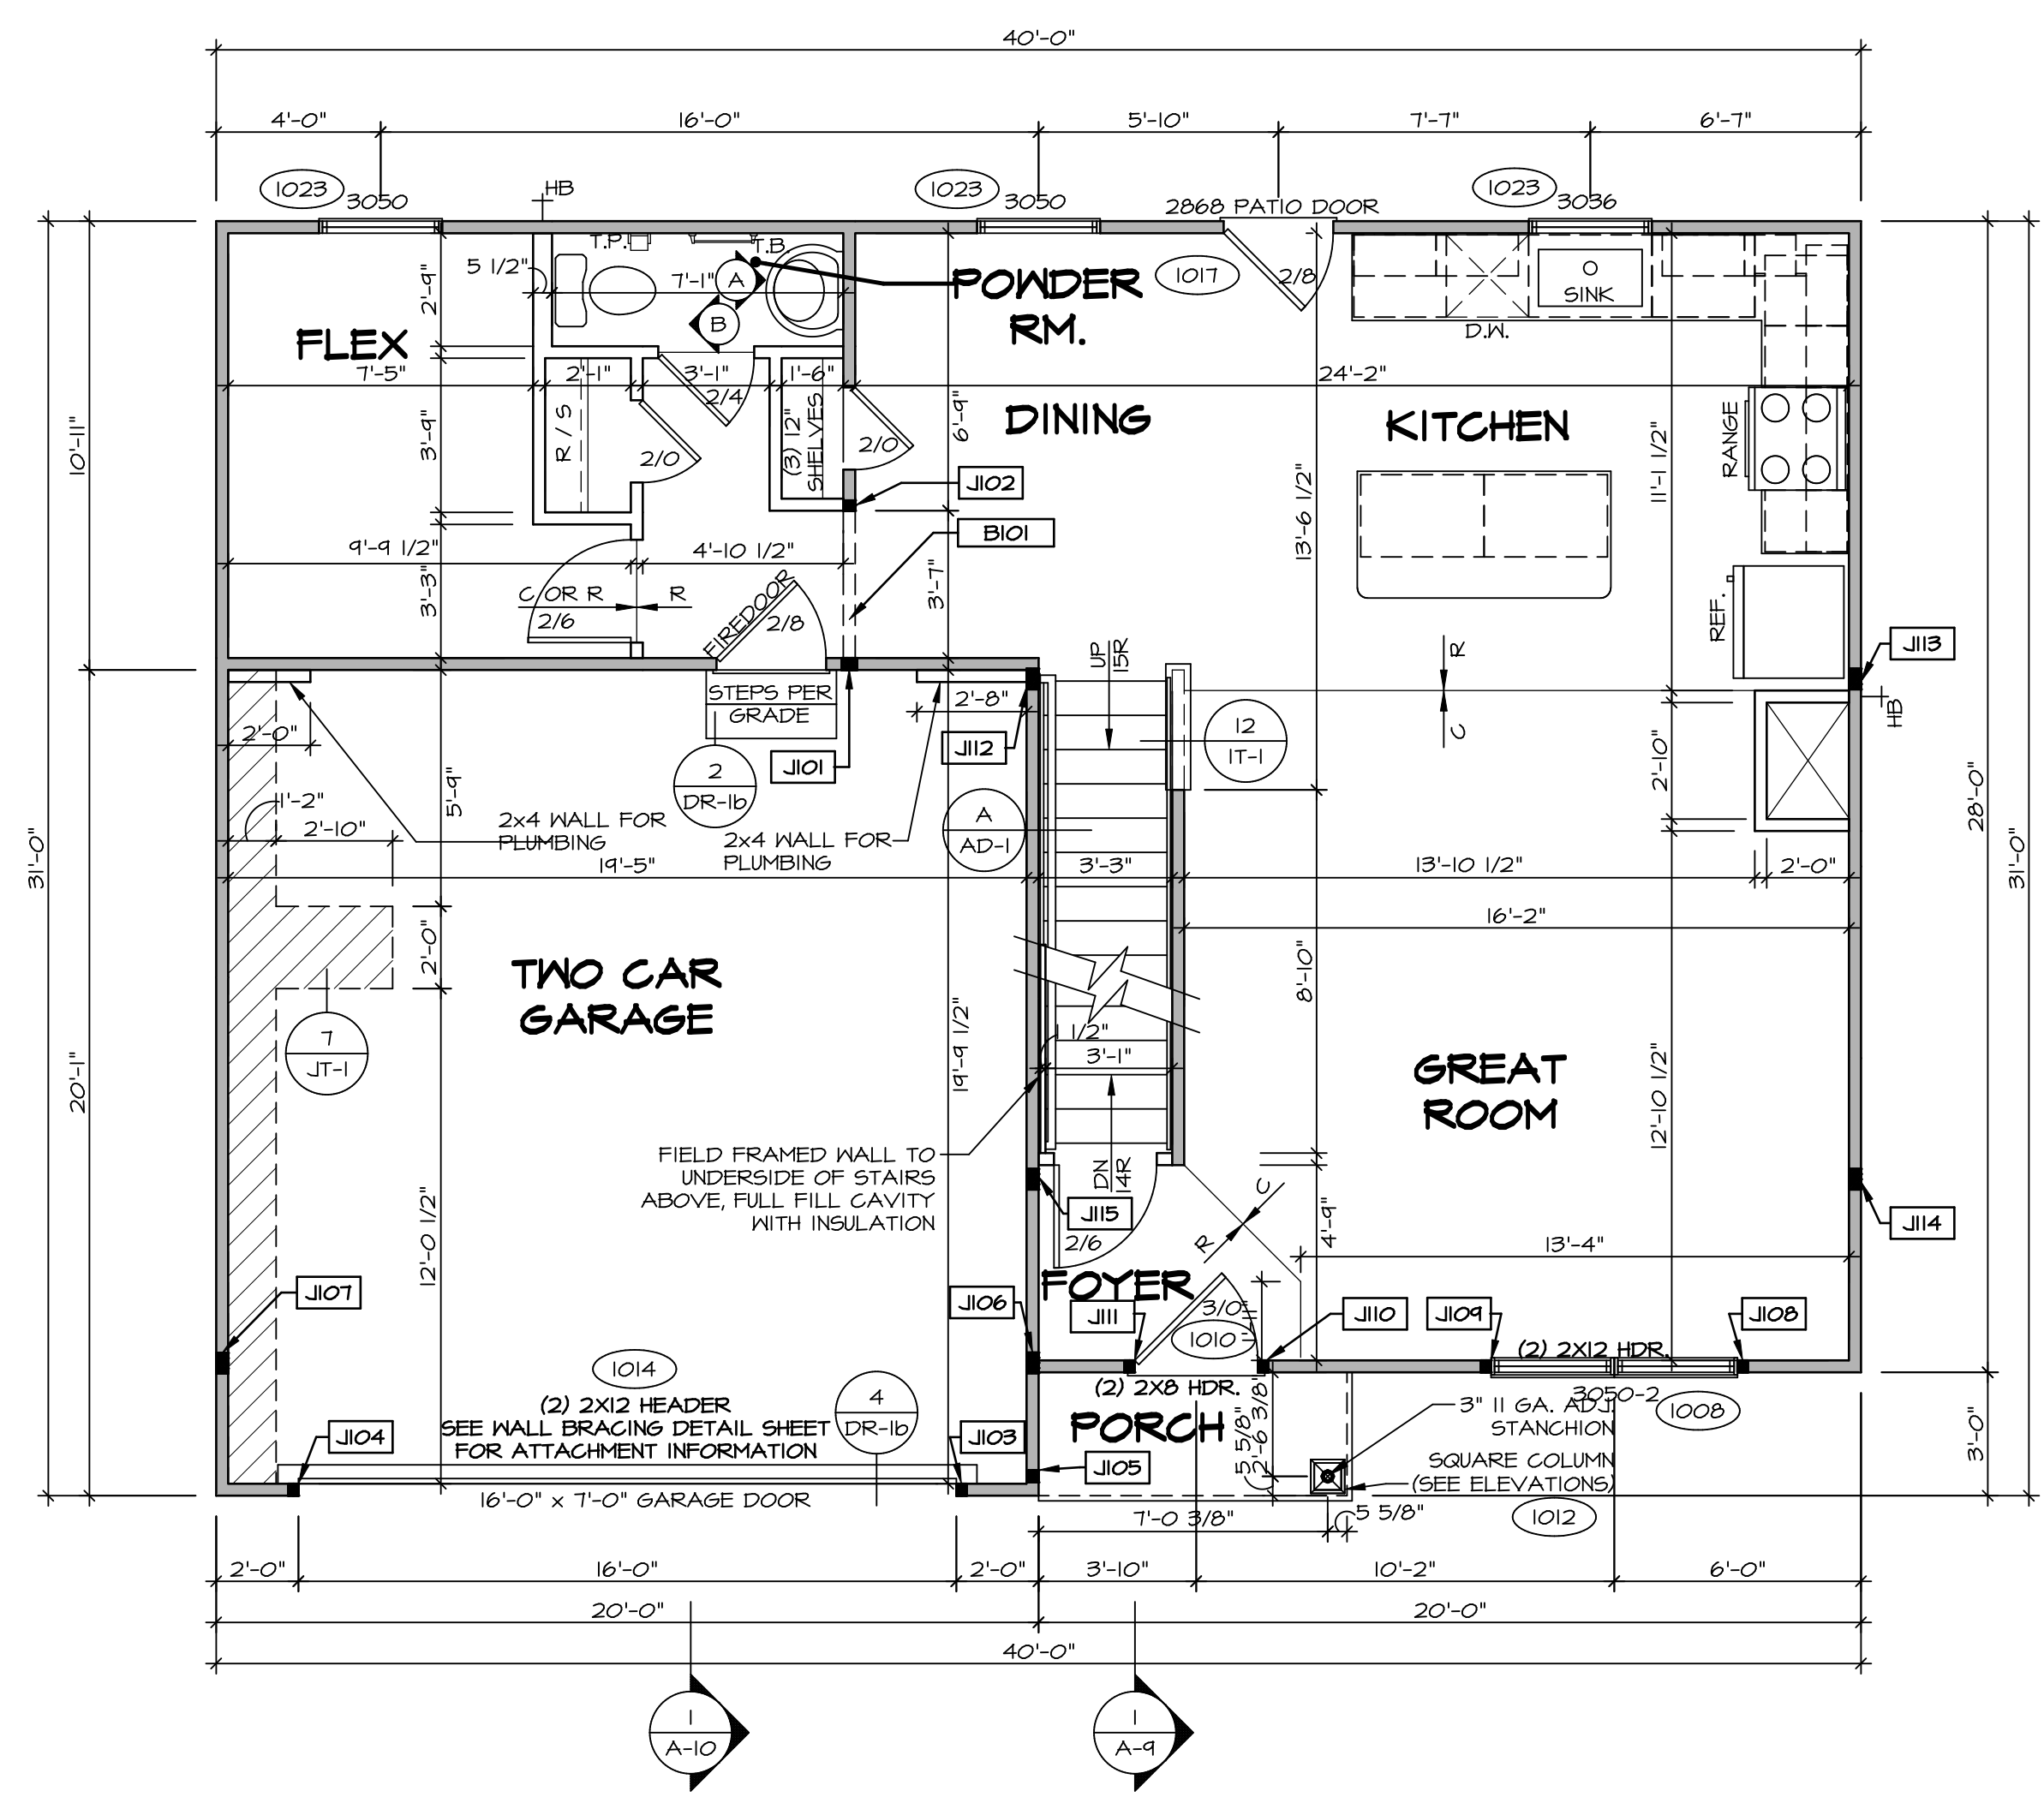 40'-0"
4'-0"
16'-0"
5'-10"
7'-7"
6'-7"
1023
3050
HB
1023
3050
2868 PATIO DOOR
1023
3036
T.P.
T.B.
5 1/2"
2'-9"
7'-1"
A
B
POWDER
RM.
1017
2/8
SINK
D.W.
FLEX
7'-5"
2'-1"
3'-1"
1'-6"
24'-2"
2/4
R / S
(3) 12"
SHELVES
2/0
2/0
6'-9"
DINING
KITCHEN
RANGE
10'-11"
3'-9"
J102
B101
13'-6 1/2"
11'-1 1/2"
9'-9 1/2"
4'-10 1/2"
3'-3"
3'-7"
C OR R
R
2/6
FIREDOOR
2/8
REF.
J113
HB
UP
15R
R
C
STEPS PER
GRADE
2'-8"
J112
J101
2'-0"
12
IT-1
2
DR-1b
5'-9"
2'-10"
1'-2"
2'-10"
2x4 WALL FOR
PLUMBING
2x4 WALL FOR
PLUMBING
A
AD-1
31'-0"
28'-0"
31'-0"
19'-5"
3'-3"
13'-10 1/2"
2'-0"
16'-2"
2'-0"
TWO CAR
GARAGE
8'-10"
19'-9 1/2"
1 1/2"
3'-1"
7
JT-1
20'-1"
GREAT
ROOM
12'-10 1/2"
FIELD FRAMED WALL TO
UNDERSIDE OF STAIRS
ABOVE, FULL FILL CAVITY
WITH INSULATION
DN
14R
J115
2/6
C
R
4'-9"
J114
13'-4"
12'-0 1/2"
J107
J106
FOYER
J111
3/0
1'-11"
1010
J110
J109
J108
(2) 2X12 HDR.
1014
(2) 2X12 HEADER
SEE WALL BRACING DETAIL SHEET
FOR ATTACHMENT INFORMATION
4
DR-1b
(2) 2X8 HDR.
PORCH
3050-2
1008
3" 11 GA. ADJ.
STANCHION
SQUARE COLUMN
(SEE ELEVATIONS)
1012
J104
J103
J105
5 5/8"
2'-6 3/8"
3'-0"
16'-0" x 7'-0" GARAGE DOOR
7'-0 3/8"
5 5/8"
2'-0"
16'-0"
2'-0"
3'-10"
10'-2"
6'-0"
20'-0"
20'-0"
40'-0"
1
A-10
1
A-9